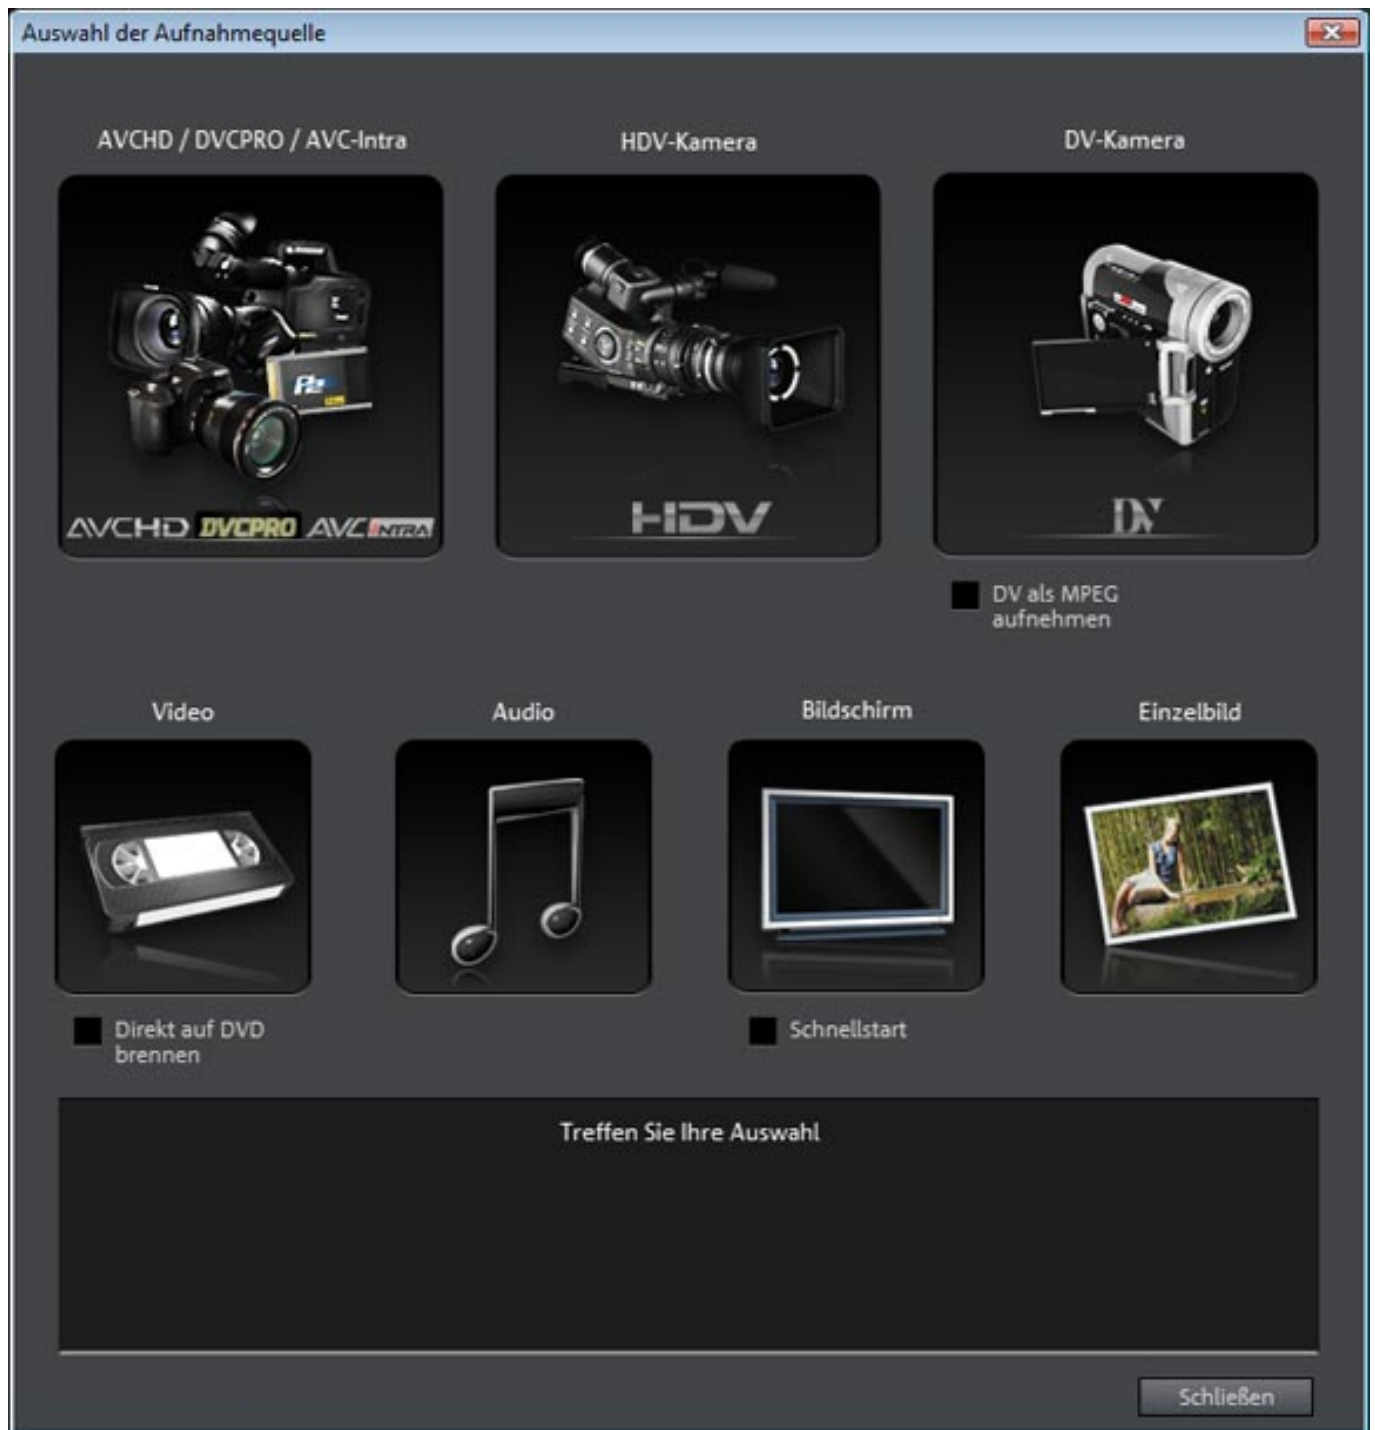 Auswahl der Aufnahmequelle
AVCHD / DVCPRO / AVC-Intra
HDV-Kamera
DV-Kamera
P2
AVCHD DVCPRO AVC INTRA
HDV
DV
DV als MPEG
aufnehmen
Video
Audio
Bildschirm
Einzelbild
Direkt auf DVD
brennen
Schnellstart
Treffen Sie Ihre Auswahl
Schließen